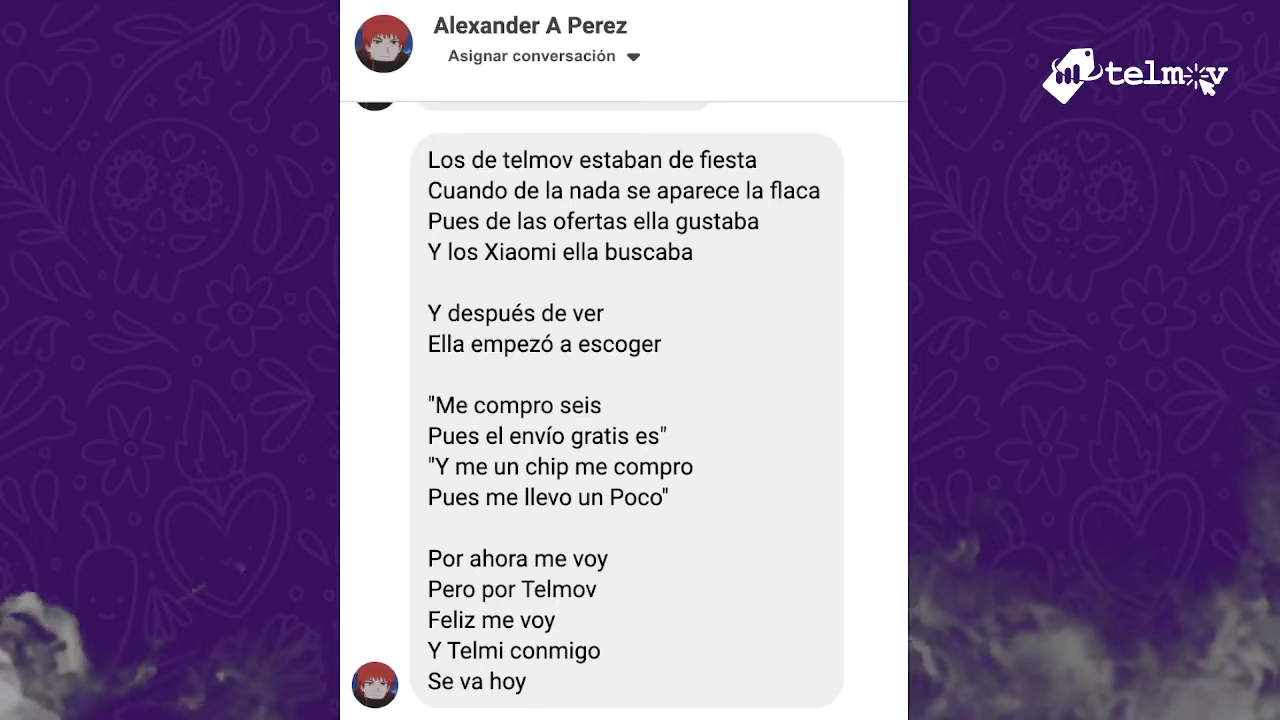 Alexander A Perez
Asignar conversación
telmov
Los de telmov estaban de fiesta
Cuando de la nada se aparece la flaca
Pues de las ofertas ella gustaba
Y los Xiaomi ella buscaba
Y después de ver
Ella empezó a escoger
"Me compro seis
Pues el envío gratis es"
"Y me un chip me compro
Pues me llevo un Poco"
Por ahora me voy
Pero por Telmov
Feliz me voy
Y Telmi conmigo
Se va hoy